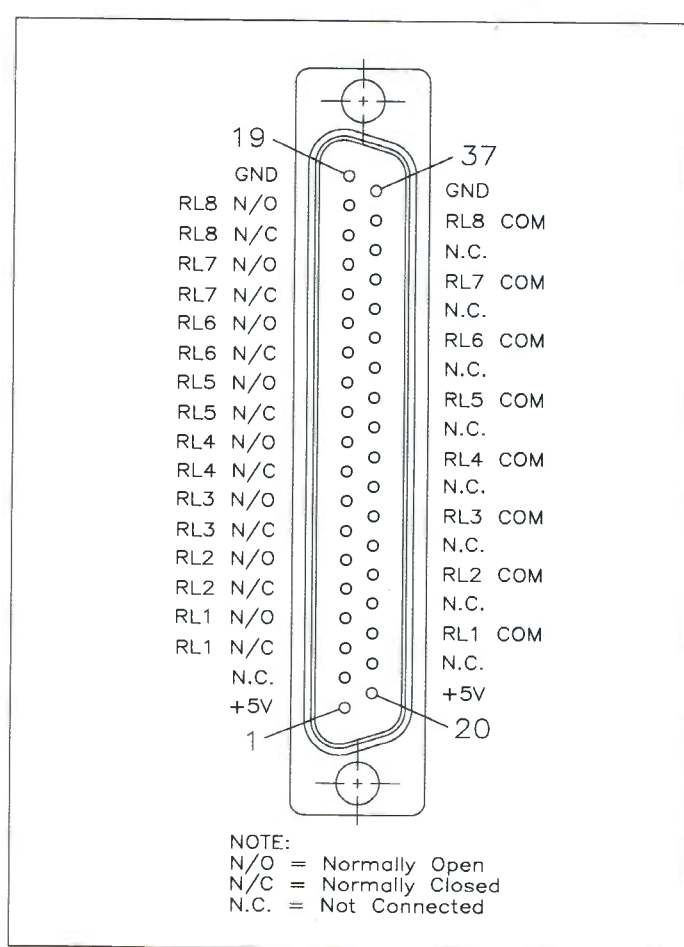 19
37
GND
GND
RL8 N/O
RL8 COM
RL8 N/C
N.C.
RL7 N/O
RL7 COM
RL7 N/C
N.C.
RL6 N/O
RL6 COM
RL6 N/C
N.C.
RL5 N/O
RL5 COM
RL5 N/C
N.C.
RL4 N/O
RL4 COM
RL4 N/C
N.C.
RL3 N/O
RL3 COM
RL3 N/C
N.C.
RL2 N/O
RL2 COM
RL2 N/C
N.C.
RL1 N/O
RL1 COM
RL1 N/C
N.C.
N.C.
+5V
+5V
1
20
NOTE:
N/O = Normally Open
N/C = Normally Closed
N.C. = Not Connected